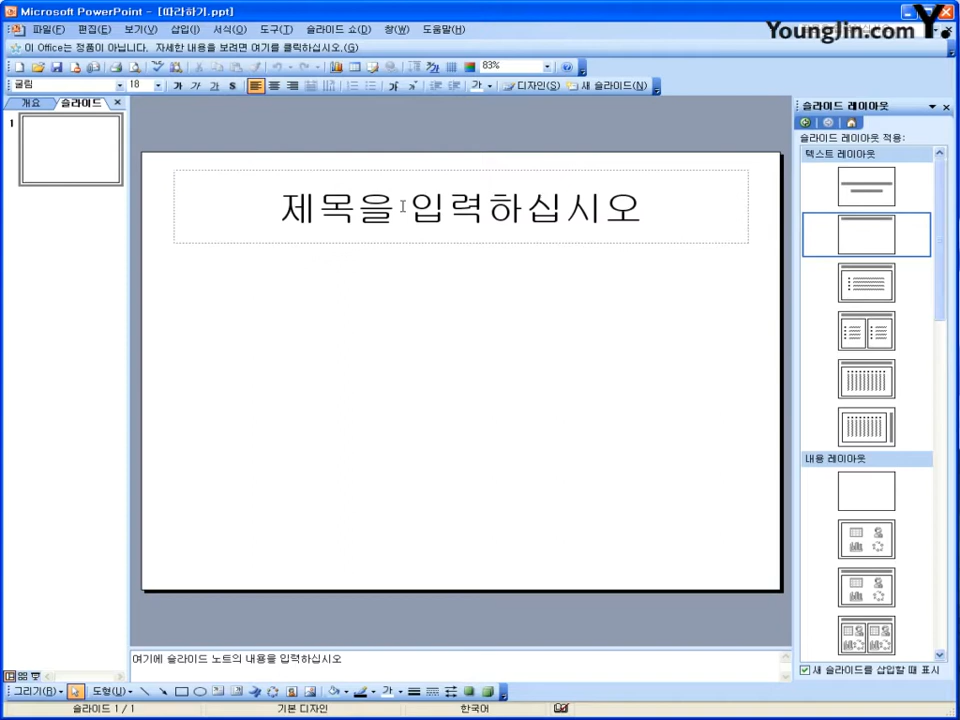 Microsoft PowerPoint - [따라하기.ppt]
Younglin.com Y.
파일(F) 편집(E) 보기(V) 삽입(I) 서식(O) 도구(T) 슬라이드 쇼(D) 창(W) 도움말(H)
이 Office는 정품이 아닙니다. 자세한 내용을 보려면 여기를 클릭하십시오.(G)
83%
굴림 18 가 가 가 S 가 디자인(S) 새 슬라이드(N)
개요 슬라이드
슬라이드 레이아웃
슬라이드 레이아웃 적용:
텍스트 레이아웃
1
제목을 입력하십시오
내용 레이아웃
여기에 슬라이드 노트의 내용을 입력하십시오
새 슬라이드를 삽입할 때 표시
그리기(R) 도형(U) 가
슬라이드 1 / 1 기본 디자인 한국어